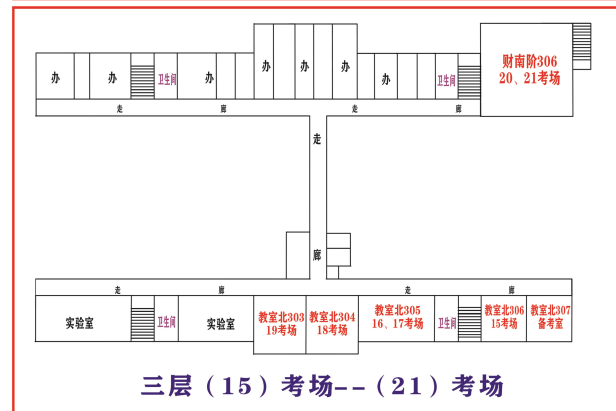 财南阶306
20、21考场
办
办
卫生间
办
办
办
办
办
卫生间
走
廊
走
廊
走
廊
走
廊
走
廊
实验室
卫生间
实验室
教室北303
19考场
教室北304
18考场
教室北305
16、17考场
卫生间
教室北306
15考场
教室北307
备考室
三层（15）考场--（21）考场